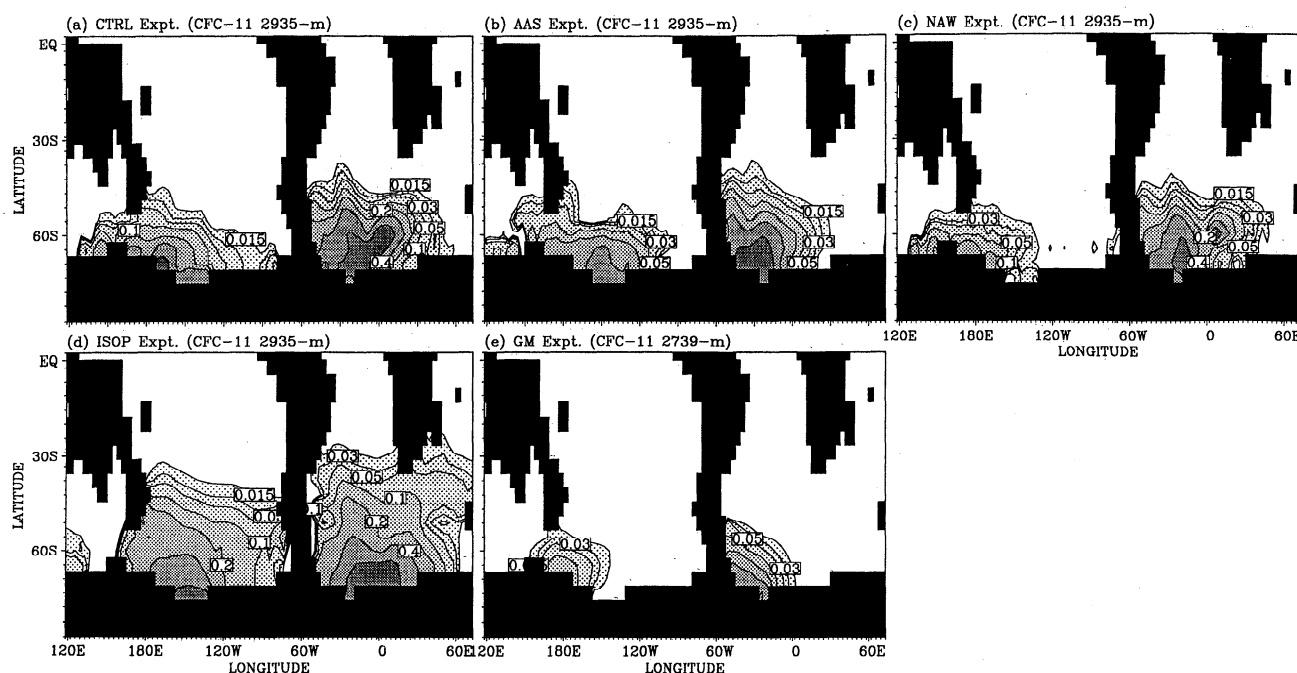 (a) CTRL Expt. (CFC-11 2935-m)
(b) AAS Expt. (CFC-11 2935-m)
(c) NAW Expt. (CFC-11 2935-m)
EQ
30S
60S
LATITUDE
0.015
0.03
0.2
0.05
0.1
0.1
0.015
0.4
0.015
0.015
0.03
0.03
0.05
0.05
0.015
0.03
0.03
0.05
0.2
0.05
0.1
0.4
120E 180E 120W 60W 0 60E
LONGITUDE
(d) ISOP Expt. (CFC-11 2935-m)
(e) GM Expt. (CFC-11 2739-m)
EQ
30S
60S
LATITUDE
0.03
0.05
0.015
0.1
0.1
0.2
0.4
0.2
0.05
0.03
0.03
120E 180E 120W 60W 0 60E
LONGITUDE
120E 180E 120W 60W 0 60E
LONGITUDE